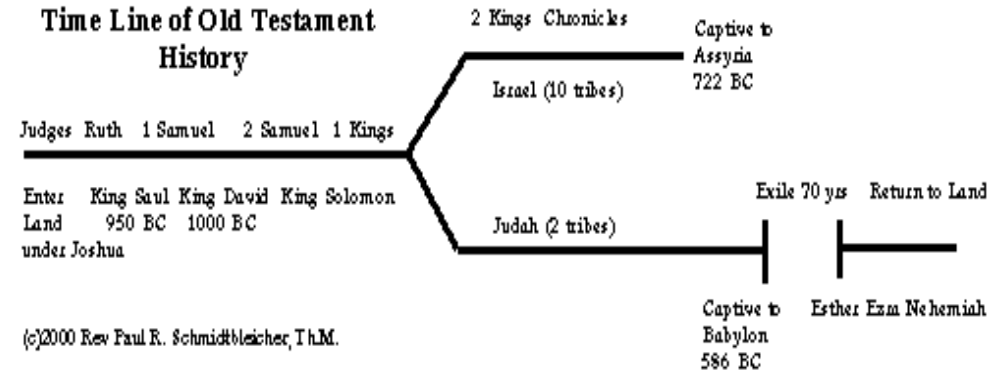 Time Line of Old Testament
History
2 Kings Chronicles
Captive to
Assyria
722 BC
Israel (10 tribes)
Judges Ruth 1 Samuel 2 Samuel 1 Kings
Enter King Saul King David King Solomon
Land 950 BC 1000 BC
under Joshua
Exile 70 yrs Return to Land
Judah (2 tribes)
Captive to
Babylon
586 BC
Esther Ezra Nehemiah
(c)2000 Rev Paul R. Schmidtbleicher, Th.M.